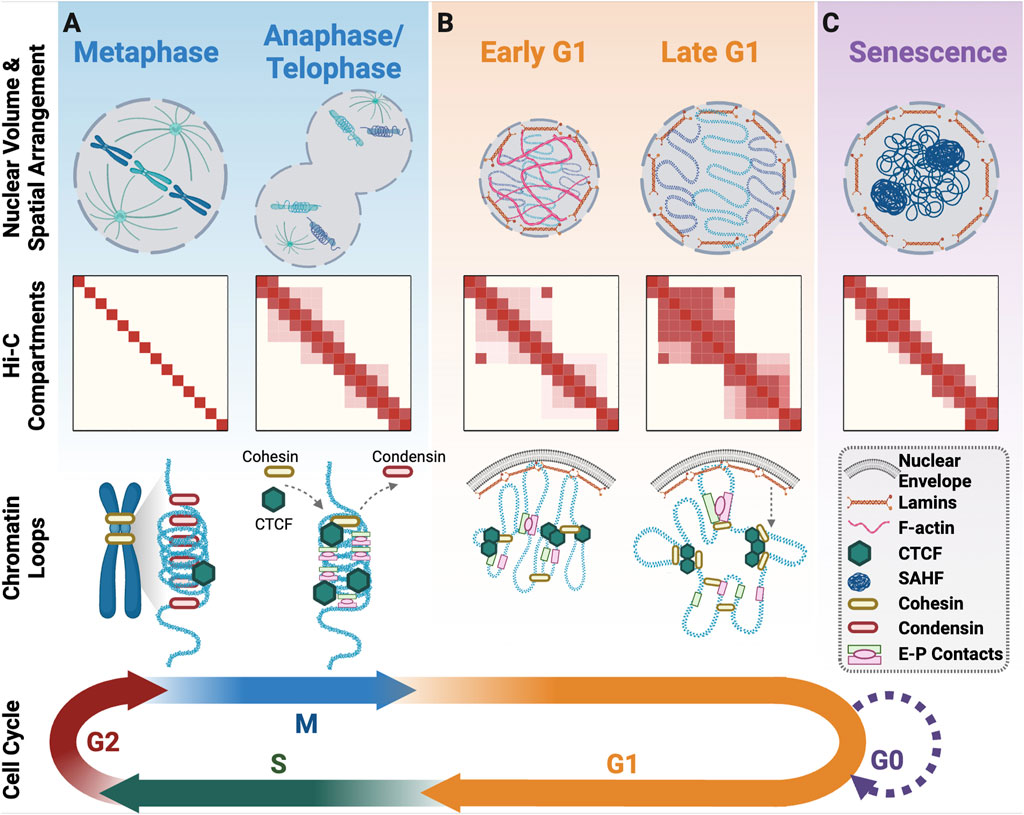 A
Metaphase
Anaphase/
Telophase
B
Early G1
Late G1
C
Senescence
Nuclear Volume &
Spatial Arrangement
Hi-C
Compartments
Chromatin
Loops
Cohesin
CTCF
Condensin
Nuclear
Envelope
Lamins
F-actin
CTCF
SAHF
Cohesin
Condensin
E-P Contacts
Cell Cycle
G2
M
S
G1
G0